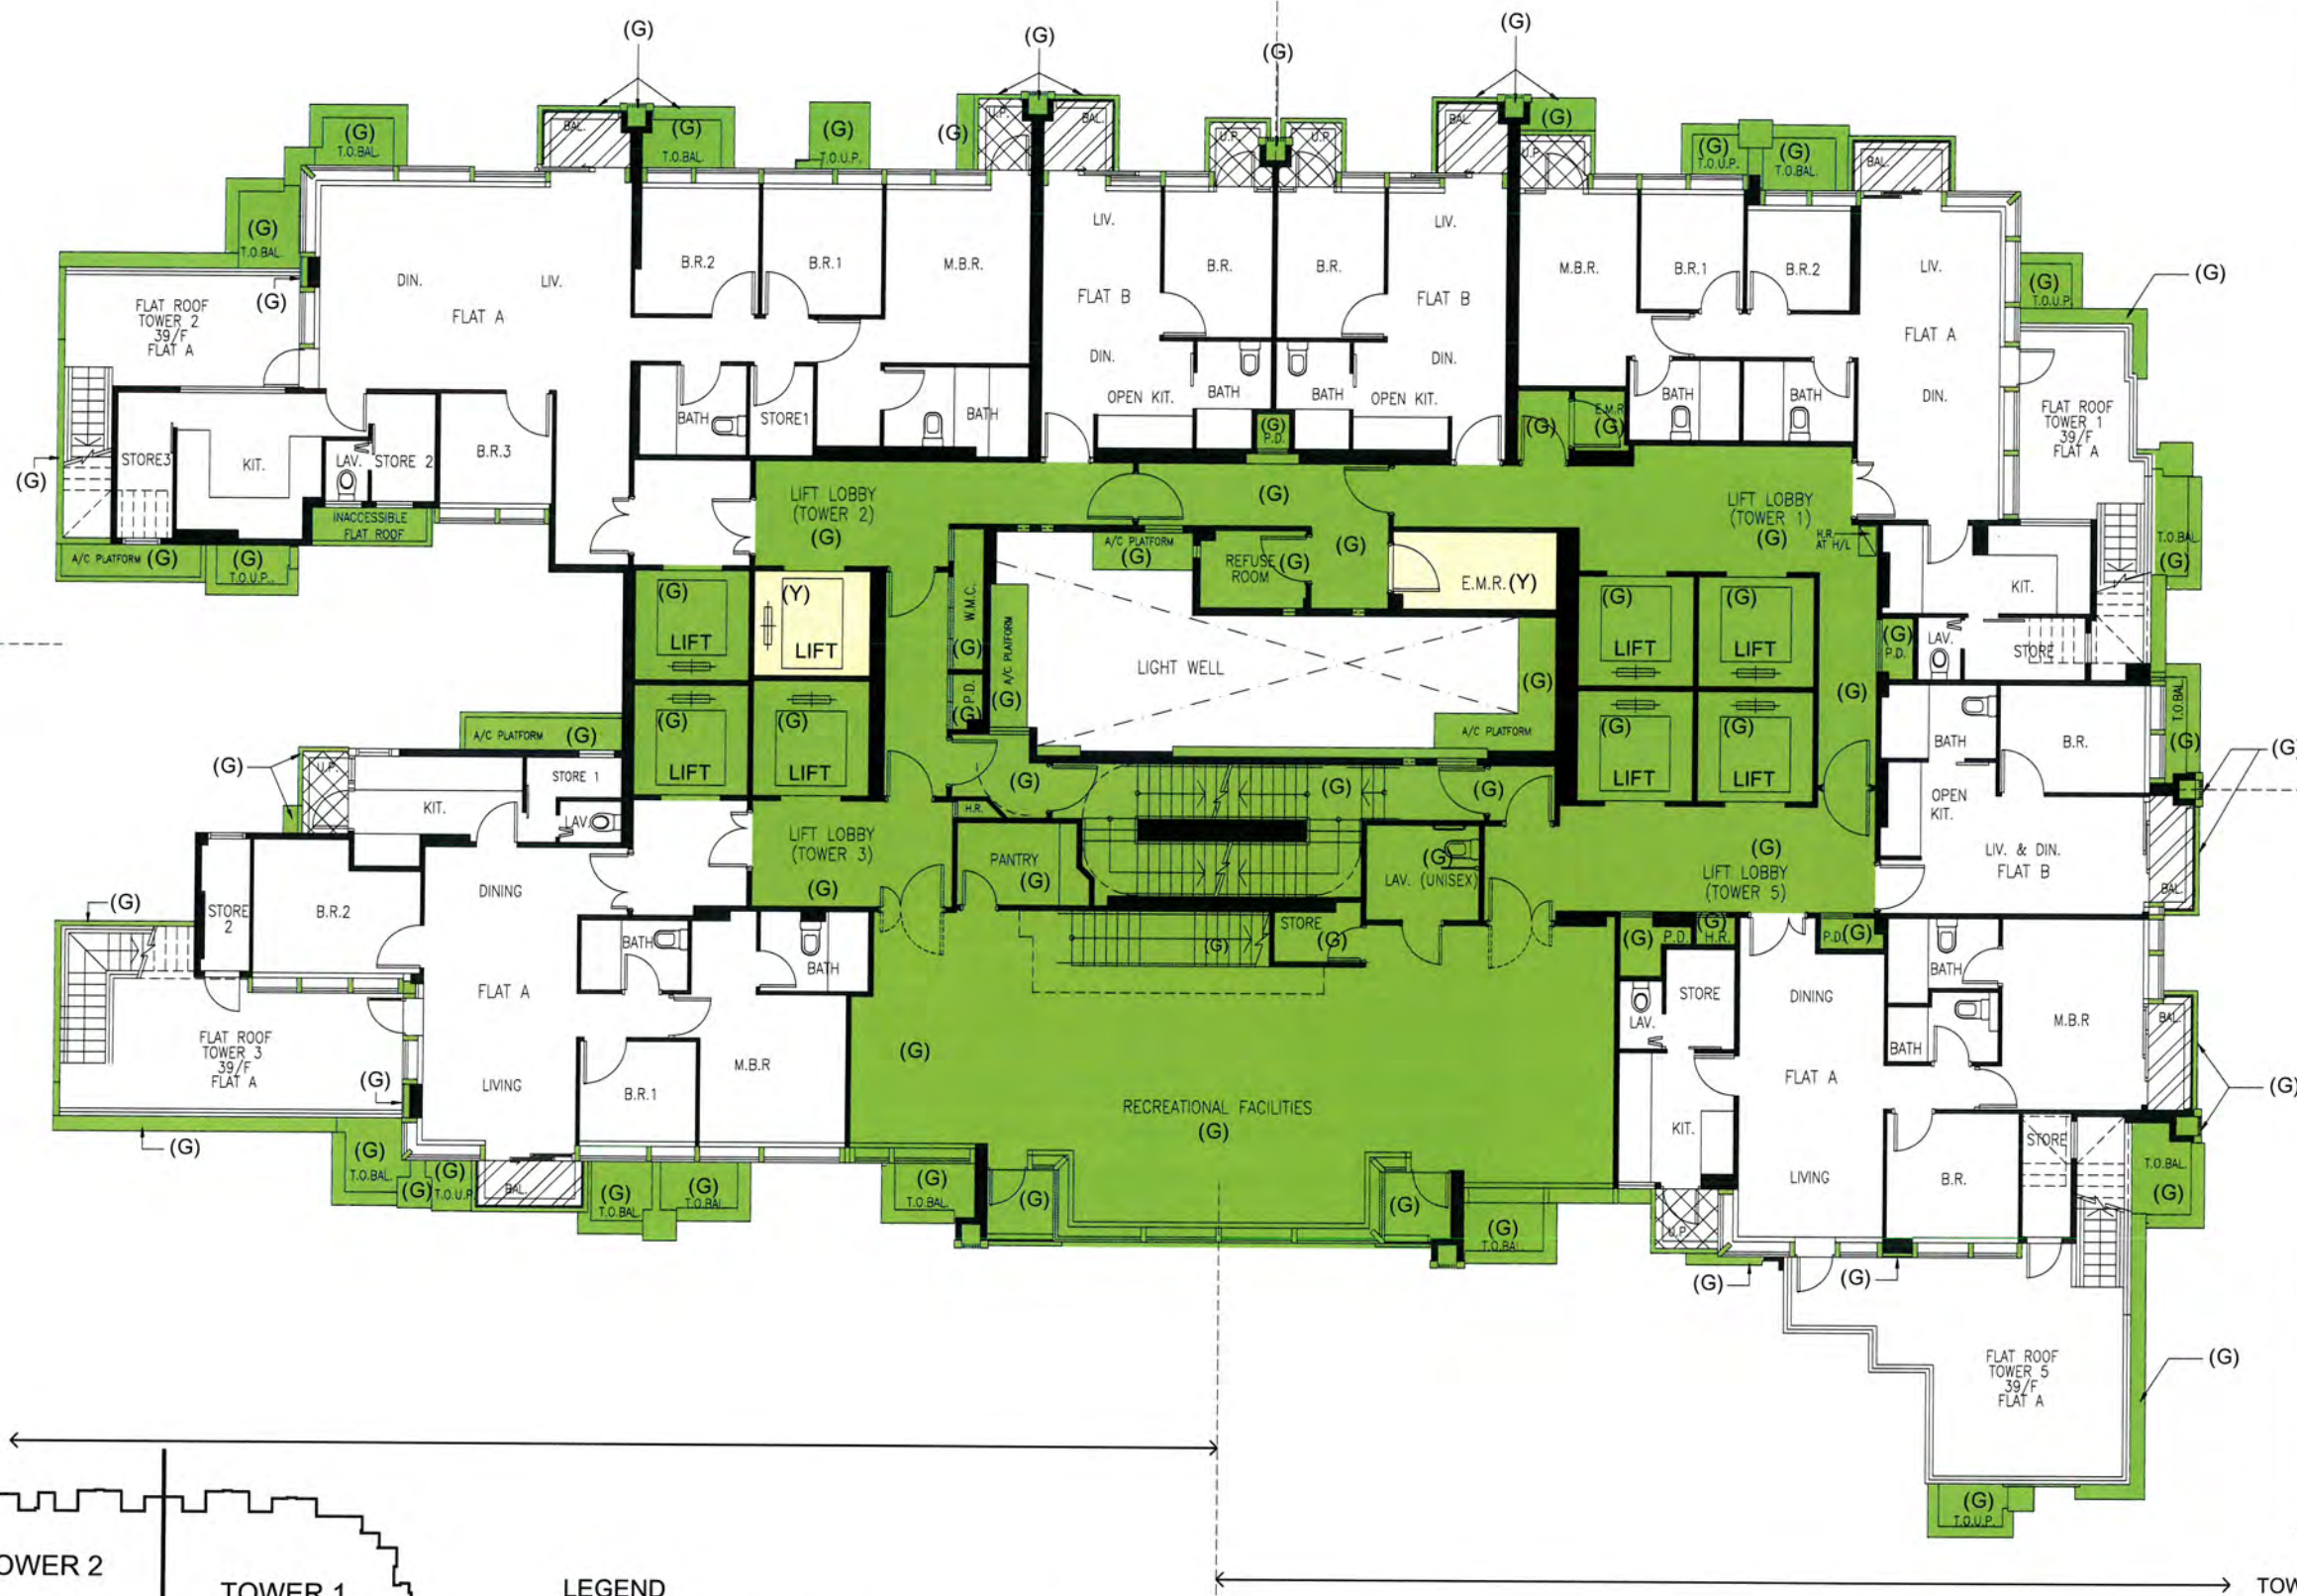 (G)
(G)
(G)
(G)
(G)
T.O.BAL.
BAL.
(G)
T.O.BAL.
(G)
T.O.U.P.
(G)
U.P.
BAL.
U.P.
U.P.
BAL.
(G)
U.P.
(G)
T.O.U.P.
(G)
T.O.BAL.
BAL.
(G)
T.O.BAL.
(G)
FLAT ROOF
TOWER 2
39/F
FLAT A
DIN.
LIV.
FLAT A
B.R.2
B.R.1
M.B.R.
LIV.
FLAT B
DIN.
OPEN KIT.
B.R.
BATH
B.R.
BATH
LIV.
FLAT B
DIN.
OPEN KIT.
M.B.R.
B.R.1
B.R.2
LIV.
FLAT A
DIN.
(G)
T.O.U.P.
(G)
FLAT ROOF
TOWER 1
39/F
FLAT A
(G)
STORE3
KIT.
LAV.
STORE 2
B.R.3
BATH
STORE1
BATH
(G)
P.D.
(G)
E.M.R
(G)
BATH
BATH
INACCESSIBLE
FLAT ROOF
A/C PLATFORM (G)
(G)
T.O.U.P.
LIFT LOBBY
(TOWER 2)
(G)
(G)
A/C PLATFORM
(G)
REFUSE
ROOM
(G)
(G)
E.M.R.(Y)
LIFT LOBBY
(TOWER 1)
(G)
H.R.
AT H/L
T.O.BAL.
(G)
KIT.
(G)
LIFT
(Y)
LIFT
W.M.C.
(G)
A/C PLATFORM
(G)
P.D.
(G)
LIGHT WELL
(G)
A/C PLATFORM
(G)
LIFT
(G)
LIFT
(G)
P.D.
LAV.
STORE
(G)
LIFT
(G)
LIFT
(G)
LIFT
(G)
LIFT
(G)
T.O.BAL.
(G)
BATH
B.R.
A/C PLATFORM (G)
(G)
U.P.
KIT.
STORE 1
LAV.
H.R.
(G)
(G)
(G)
OPEN
KIT.
LIV. & DIN.
FLAT B
BAL.
(G)
LIFT LOBBY
(TOWER 3)
(G)
PANTRY
(G)
(G)
LAV. (UNISEX)
(G)
LIFT LOBBY
(TOWER 5)
(G)
STORE
2
B.R.2
DINING
FLAT A
LIVING
BATH
BATH
(G)
STORE
(G)
(G)
P.D.
(G)
H.R.
P.D.(G)
BATH
FLAT ROOF
TOWER 3
39/F
FLAT A
(G)
B.R.1
M.B.R
(G)
RECREATIONAL FACILITIES
(G)
LAV.
STORE
DINING
FLAT A
LIVING
BATH
M.B.R
BAL.
(G)
KIT.
B.R.
STORE
(G)
(G)
T.O.BAL.
(G)
(G)
T.O.U.P.
BAL.
(G)
T.O.BAL.
(G)
T.O.BAL.
(G)
T.O.BAL.
(G)
(G)
(G)
T.O.BAL.
U.P.
T.O.BAL.
(G)
(G)
(G)
FLAT ROOF
TOWER 5
39/F
FLAT A
(G)
(G)
T.O.U.P.
OWER 2
TOWER 1
LEGEND
TOW